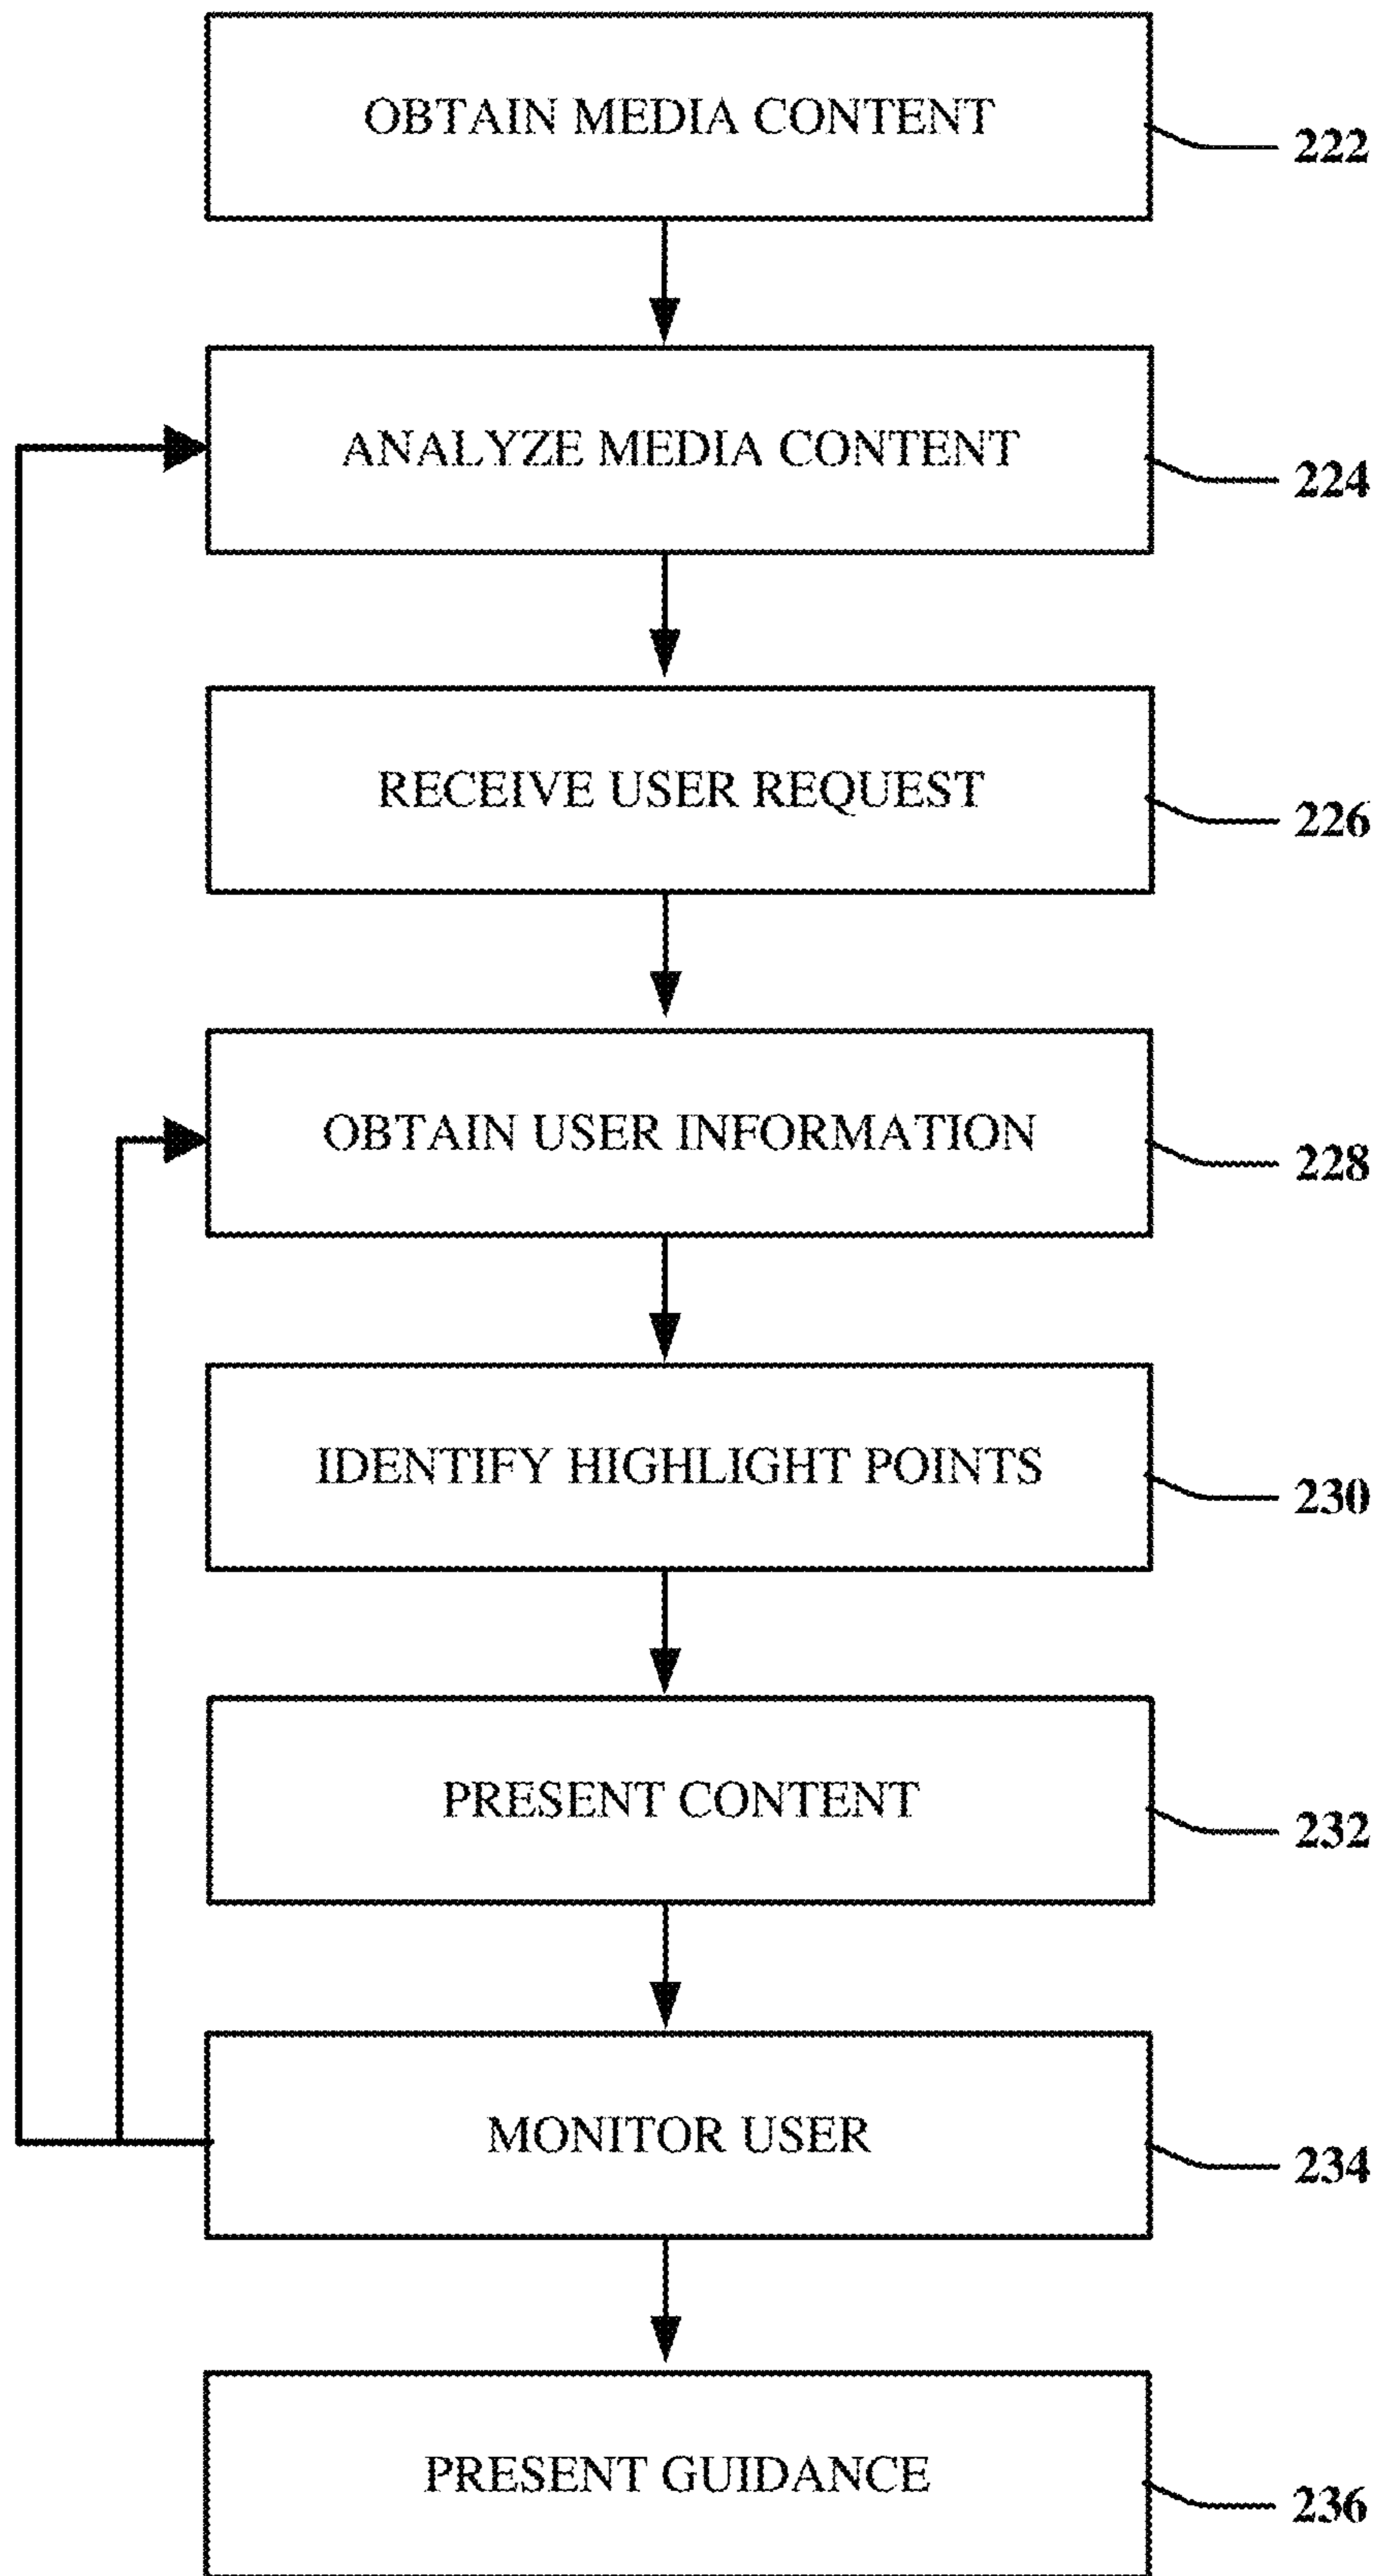 OBTAIN MEDIA CONTENT
222
ANALYZE MEDIA CONTENT
224
RECEIVE USER REQUEST
226
OBTAIN USER INFORMATION
228
IDENTIFY HIGHLIGHT POINTS
230
PRESENT CONTENT
232
MONITOR USER
234
PRESENT GUIDANCE
236